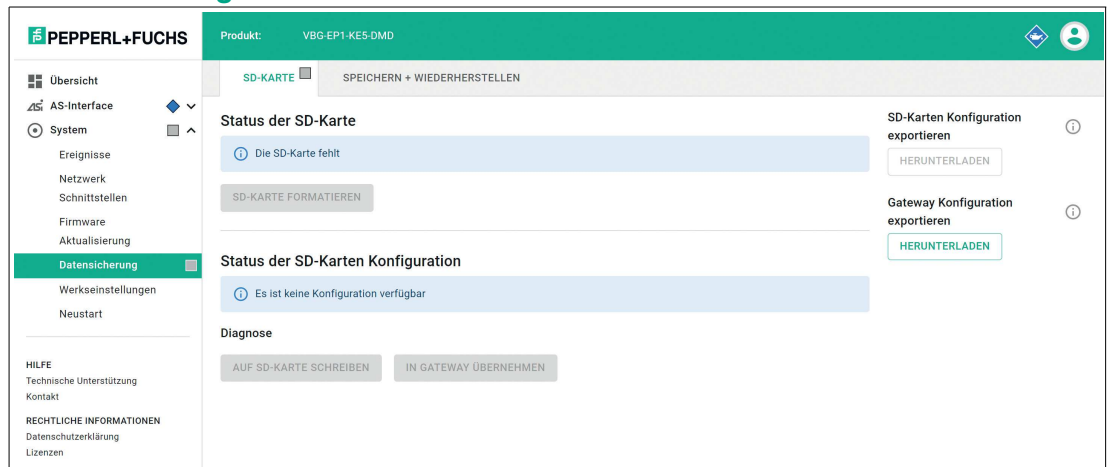 PEPPERL+FUCHS
Produkt: VBG-EP1-KE5-DMD
Übersicht
AS-Interface
System
Ereignisse
Netzwerk
Schnittstellen
Firmware
Aktualisierung
Datensicherung
Werkseinstellungen
Neustart
HILFE
Technische Unterstützung
Kontakt
RECHTLICHE INFORMATIONEN
Datenschutzerklärung
Lizenzen
SD-KARTE
SPEICHERN + WIEDERHERSTELLEN
Status der SD-Karte
Die SD-Karte fehlt
SD-KARTE FORMATIEREN
Status der SD-Karten Konfiguration
Es ist keine Konfiguration verfügbar
Diagnose
AUF SD-KARTE SCHREIBEN
IN GATEWAY ÜBERNEHMEN
SD-Karten Konfiguration
exportieren
HERUNTERLADEN
Gateway Konfiguration
exportieren
HERUNTERLADEN